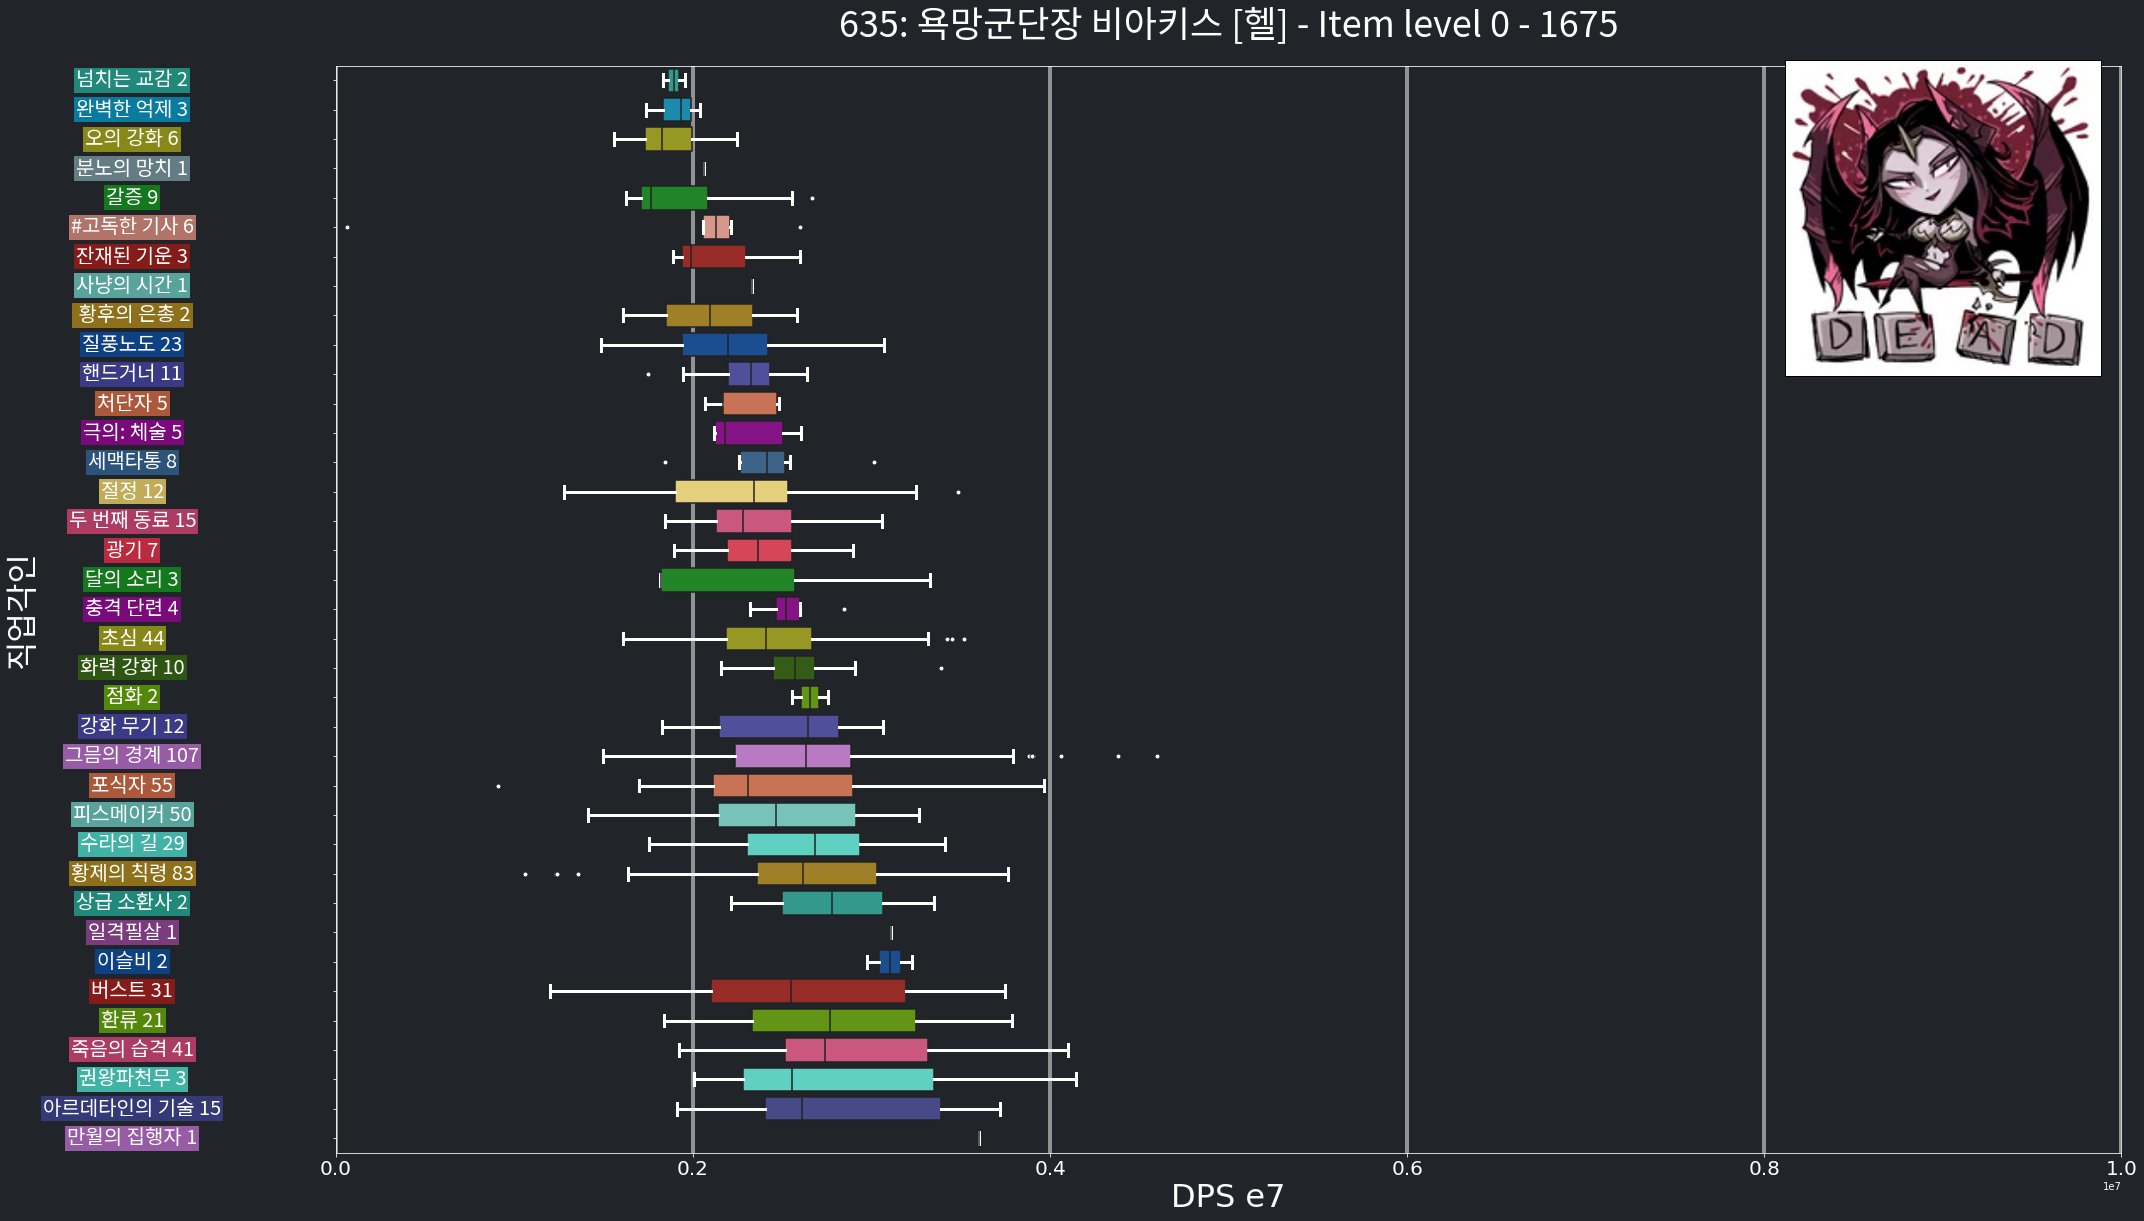 635: 욕망군단장 비아키스 [헬] - Item level 0 - 1675
넘치는 교감 2
완벽한 억제 3
오의 강화 6
분노의 망치 1
갈증 9
#고독한 기사 6
잔재된 기운 3
사냥의 시간 1
황후의 은총 2
질풍노도 23
핸드거너 11
처단자 5
극의: 체술 5
세맥타통 8
절정 12
두 번째 동료 15
광기 7
달의 소리 3
충격 단련 4
초심 44
화력 강화 10
점화 2
강화 무기 12
그믐의 경계 107
포식자 55
피스메이커 50
수라의 길 29
황제의 칙령 83
상급 소환사 2
일격필살 1
이슬비 2
버스트 31
환류 21
죽음의 습격 41
권왕파천무 3
아르데타인의 기술 15
만월의 집행자 1
직업각인
DEAD
0.0 0.2 0.4 0.6 0.8 1.0
1e7
DPS e7